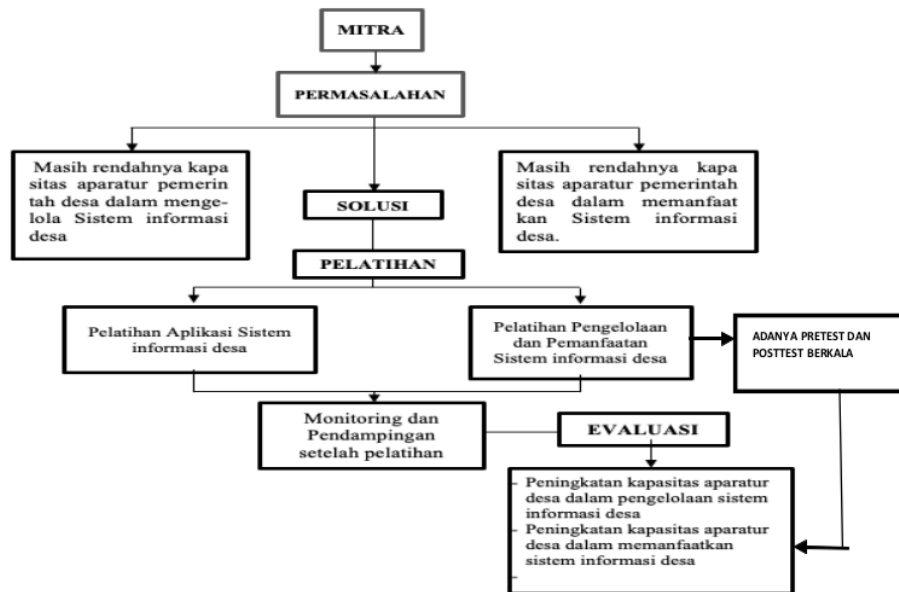 MITRA
PERMASALAHAN
Masih rendahnya kapa
sitas aparatur pemerin
tah desa dalam menge-
lola Sistem informasi
desa
Masih rendahnya kapa
sitas aparatur pemerintah
desa dalam memanfaat
kan Sistem informasi
desa.
SOLUSI
PELATIHAN
Pelatihan Aplikasi Sistem
informasi desa
Pelatihan Pengelolaan
dan Pemanfaatan
Sistem informasi desa
ADANYA PRETEST DAN
POSTTEST BERKALA
Monitoring dan
Pendampingan
setelah pelatihan
EVALUASI
- Peningkatan kapasitas aparatur
desa dalam pengelolaan sistem
informasi desa
- Peningkatan kapasitas aparatur
desa dalam memanfaatkan
sistem informasi desa
-